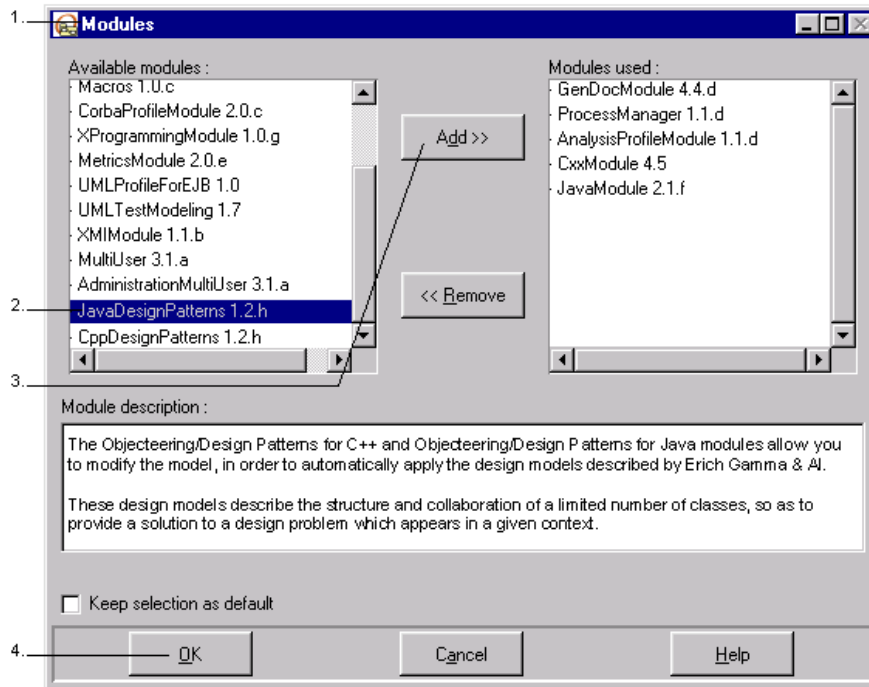 1.
Modules
Available modules :
Macros 1.0.c
CorbaProfileModule 2.0.c
XProgrammingModule 1.0.g
MetricsModule 2.0.e
UMLProfileForEJB 1.0
UMLTestModeling 1.7
XMIModule 1.1.b
MultiUser 3.1.a
AdministrationMultiUser 3.1.a
2.
JavaDesignPatterns 1.2.h
CppDesignPatterns 1.2.h
Add >>
<< Remove
3.
Modules used :
GenDocModule 4.4.d
ProcessManager 1.1.d
AnalysisProfileModule 1.1.d
CxxModule 4.5
JavaModule 2.1.f
Module description :
The Objecteering/Design Patterns for C++ and Objecteering/Design Patterns for Java modules allow you
to modify the model, in order to automatically apply the design models described by Erich Gamma & Al.
These design models describe the structure and collaboration of a limited number of classes, so as to
provide a solution to a design problem which appears in a given context.
Keep selection as default
4.
OK
Cancel
Help